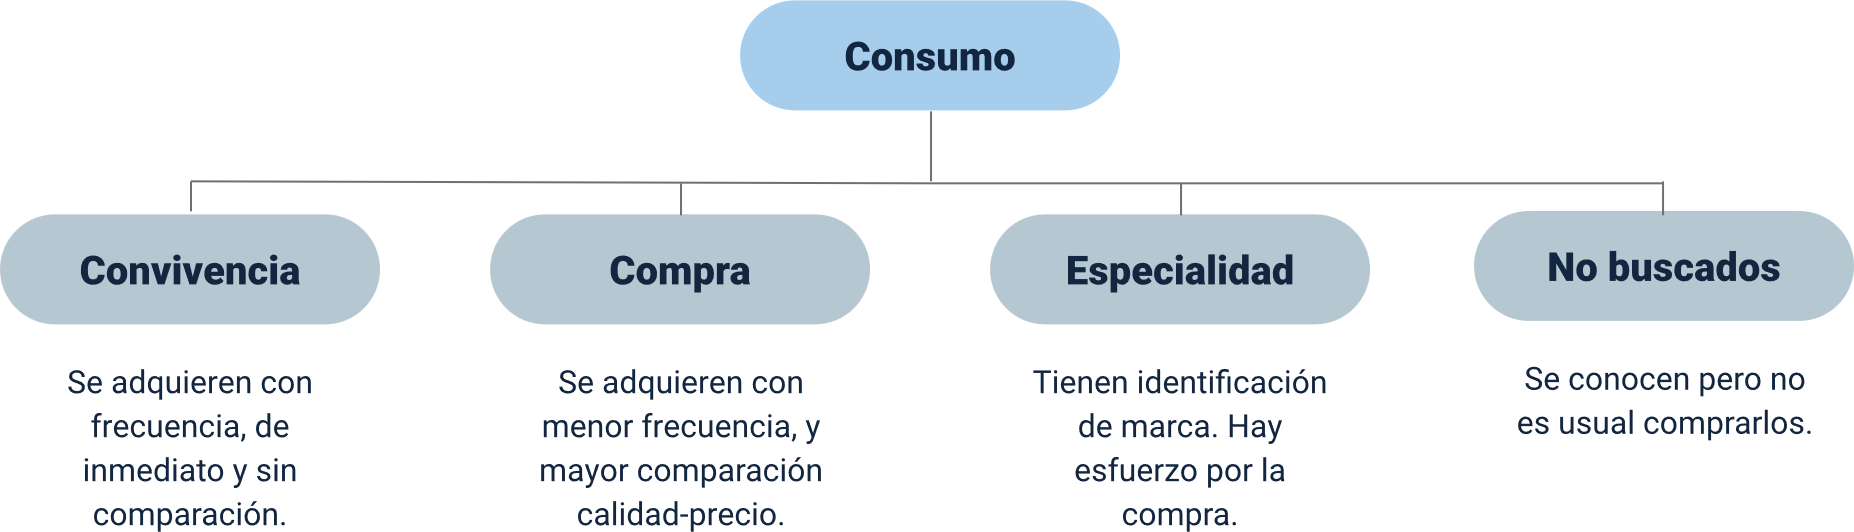 Consumo
Convivencia
Se adquieren con
frecuencia, de
inmediato y sin
comparación.
Compra
Se adquieren con
menor frecuencia, y
mayor comparación
calidad-precio.
Especialidad
Tienen identificación
de marca. Hay
esfuerzo por la
compra.
No buscados
Se conocen pero no
es usual comprarlos.